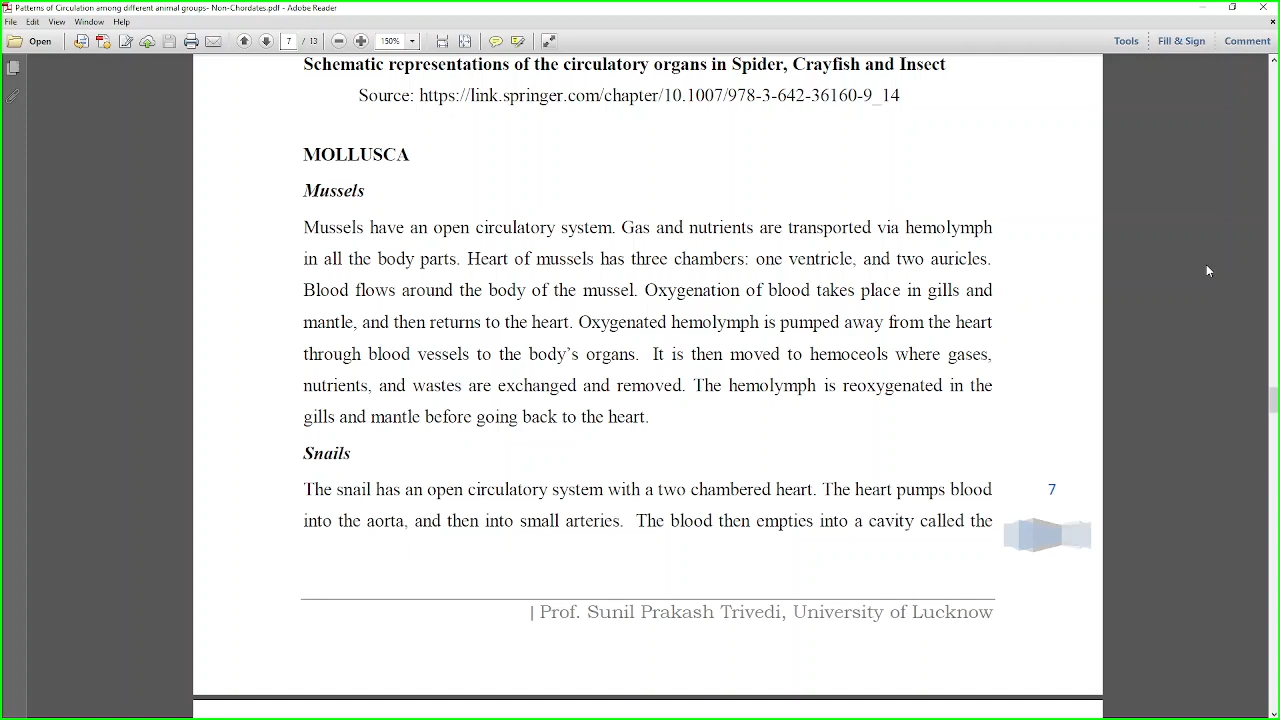 Patterns of Circulation among different animal groups- Non-Chordates.pdf - Adobe Reader
File Edit View Window Help
Open 7 / 13 150% Tools Fill & Sign Comment
Schematic representations of the circulatory organs in Spider, Crayfish and Insect
Source: https://link.springer.com/chapter/10.1007/978-3-642-36160-9_14
MOLLUSCA
Mussels
Mussels have an open circulatory system. Gas and nutrients are transported via hemolymph
in all the body parts. Heart of mussels has three chambers: one ventricle, and two auricles.
Blood flows around the body of the mussel. Oxygenation of blood takes place in gills and
mantle, and then returns to the heart. Oxygenated hemolymph is pumped away from the heart
through blood vessels to the body's organs. It is then moved to hemoceols where gases,
nutrients, and wastes are exchanged and removed. The hemolymph is reoxygenated in the
gills and mantle before going back to the heart.
Snails
The snail has an open circulatory system with a two chambered heart. The heart pumps blood
into the aorta, and then into small arteries. The blood then empties into a cavity called the
7
| Prof. Sunil Prakash Trivedi, University of Lucknow